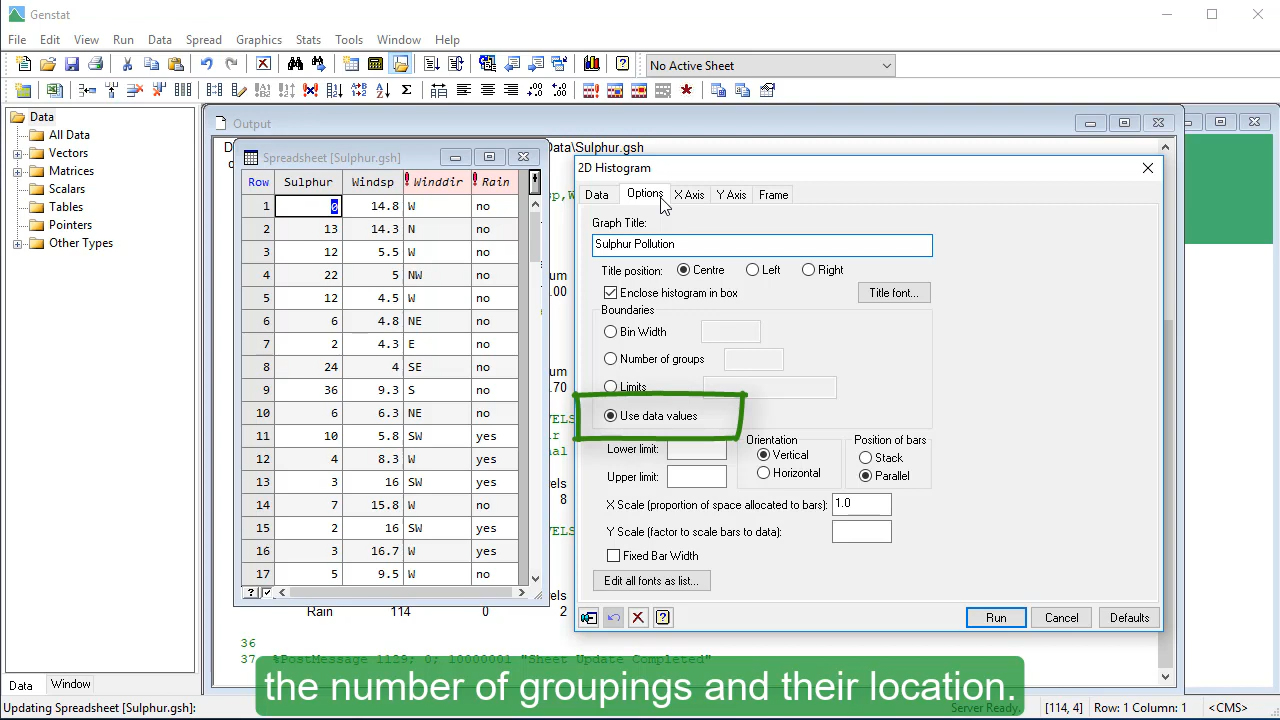 Genstat
File Edit View Run Data Spread Graphics Stats Tools Window Help
No Active Sheet
Data
All Data
Vectors
Matrices
Scalars
Tables
Pointers
Other Types
Data Window
Output
Data\Sulphur.gsh
Spreadsheet [Sulphur.gsh]
Row Sulphur Windsp ! Winddir ! Rain
1 0 14.8 W no
2 13 14.3 N no
3 12 5.5 W no
4 22 5 NW no
5 12 4.5 W no
6 6 4.8 NE no
7 2 4.3 E no
8 24 4 SE no
9 36 9.3 S no
10 6 6.3 NE no
11 10 5.8 SW yes
12 4 8.3 W yes
13 3 16 SW yes
14 7 15.8 W no
15 2 16 SW yes
16 3 16.7 W yes
17 5 9.5 W no
Rain 114 0 2
36
37 %PostMessage 1129; 0; 10000001 "Sheet Update Completed"
2D Histogram
Data Options X Axis Y Axis Frame
Graph Title:
Sulphur Pollution
Title position: Centre Left Right
Enclose histogram in box Title font...
Boundaries
Bin Width
Number of groups
Limits
Use data values
Lower limit:
Upper limit:
Orientation
Vertical
Horizontal
Position of bars
Stack
Parallel
X Scale (proportion of space allocated to bars): 1.0
Y Scale (factor to scale bars to data):
Fixed Bar Width
Edit all fonts as list...
Run Cancel Defaults
the number of groupings and their location.
Updating Spreadsheet [Sulphur.gsh]: Server Ready. [114, 4] Row: 1 Column: 1 <CMS>